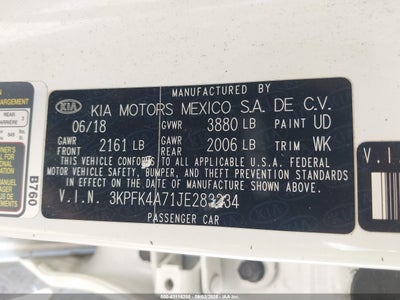 MANUFACTURED BY
KIA KIA MOTORS MEXICO S.A. DE C.V.
06/18 GVWR 3880 LB PAINT UD
GAWR FRONT 2161 LB GAWR REAR 2006 LB TRIM WK
THIS VEHICLE CONFORMS TO ALL APPLICABLE U.S.A. FEDERAL
MOTOR VEHICLE SAFETY, BUMPER, AND THEFT PREVENTION
STANDARDS IN EFFECT ON THE DATE OF MANUFACTURE
SHOWN ABOVE.
V.I.N.
PASSENGER CAR
B760
REAR
V.I.